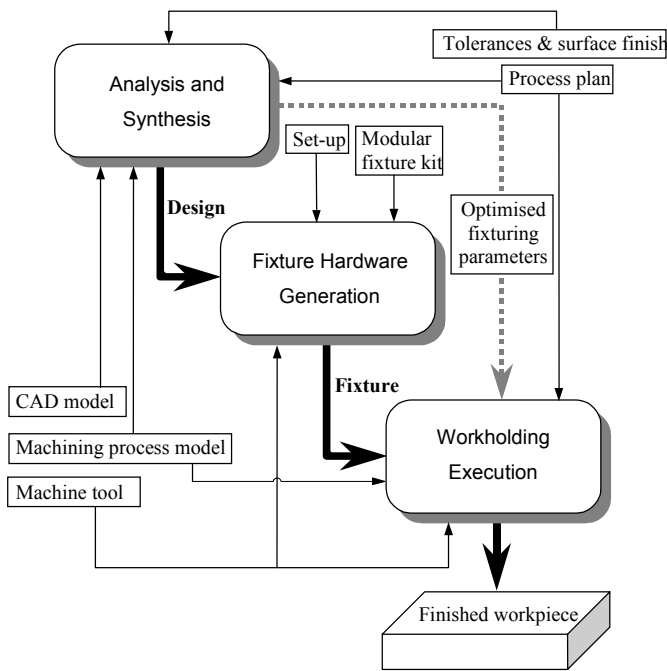 Tolerances & surface finish
Process plan
Analysis and
Synthesis
Set-up
Modular
fixture kit
Design
Optimised
fixturing
parameters
Fixture Hardware
Generation
Fixture
CAD model
Machining process model
Machine tool
Workholding
Execution
Finished workpiece